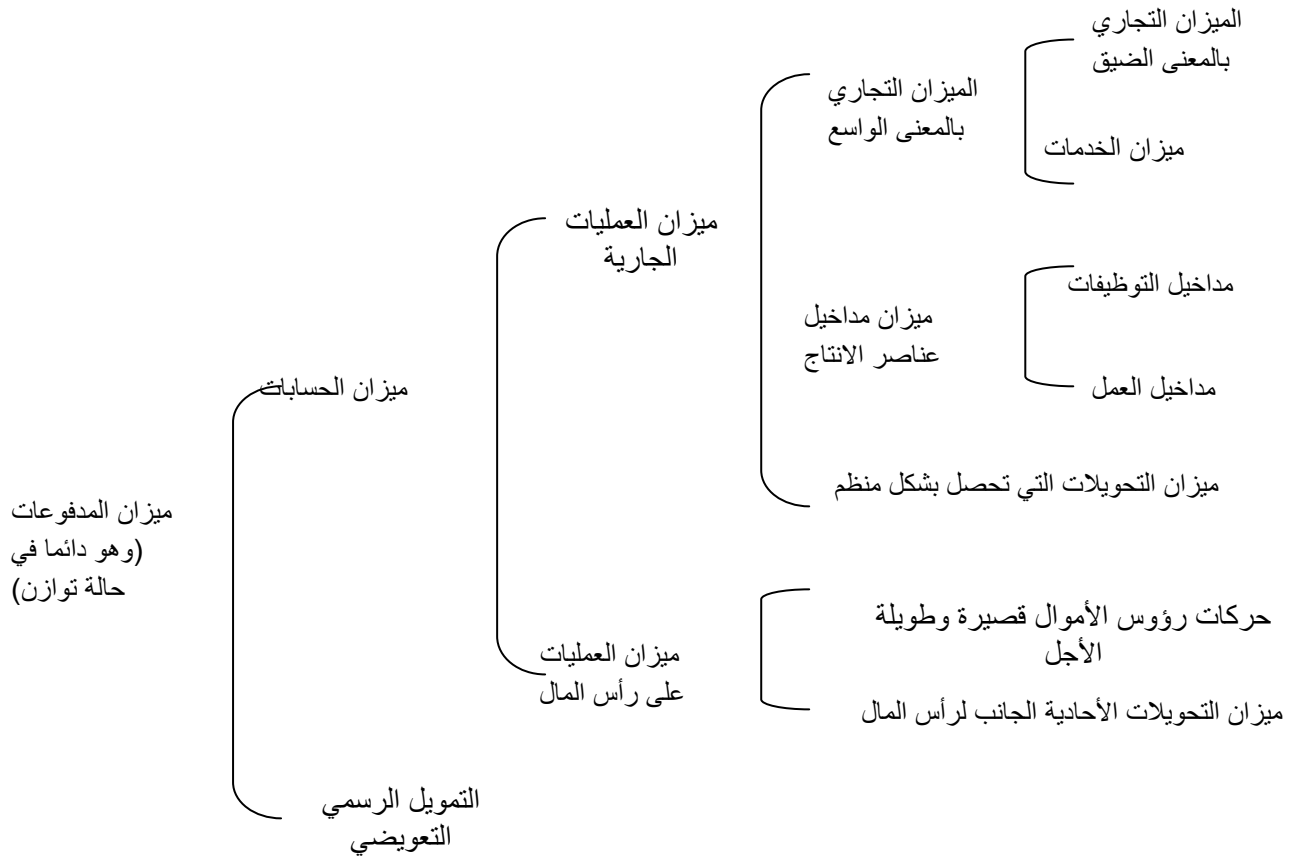 الميزان التجاري
بالمعنى الضيق
الميزان التجاري
بالمعنى الواسع
ميزان الخدمات
ميزان العمليات
الجارية
مداخيل التوظيفات
ميزان مداخيل
عناصر الانتاج
مداخيل العمل
ميزان الحسابات
ميزان التحويلات التي تحصل بشكل منظم
ميزان المدفوعات
(وهو دائما في
حالة توازن)
حركات رؤوس الأموال قصيرة وطويلة
الأجل
ميزان العمليات
على رأس المال
ميزان التحويلات الأحادية الجانب لرأس المال
التمويل الرسمي
التعويضي